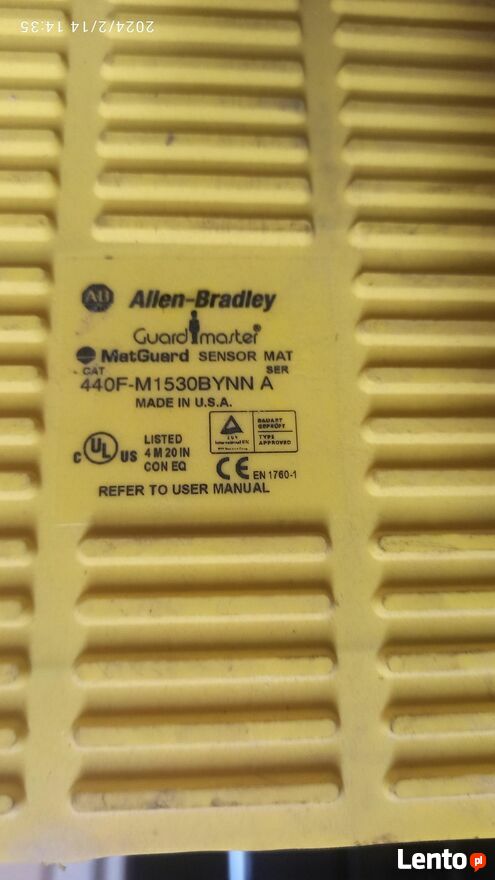 2024/2/14 14:35
AB Allen-Bradley
Guardmaster®
MatGuard SENSOR MAT
CAT SER
440F-M1530BYNN A
MADE IN U.S.A.
BAUART
GEPRÜFT
TYPE
APPROVED
C UL US LISTED
4 M 20 IN
CON EQ
CE EN 1760-1
REFER TO USER MANUAL
Lento.pl